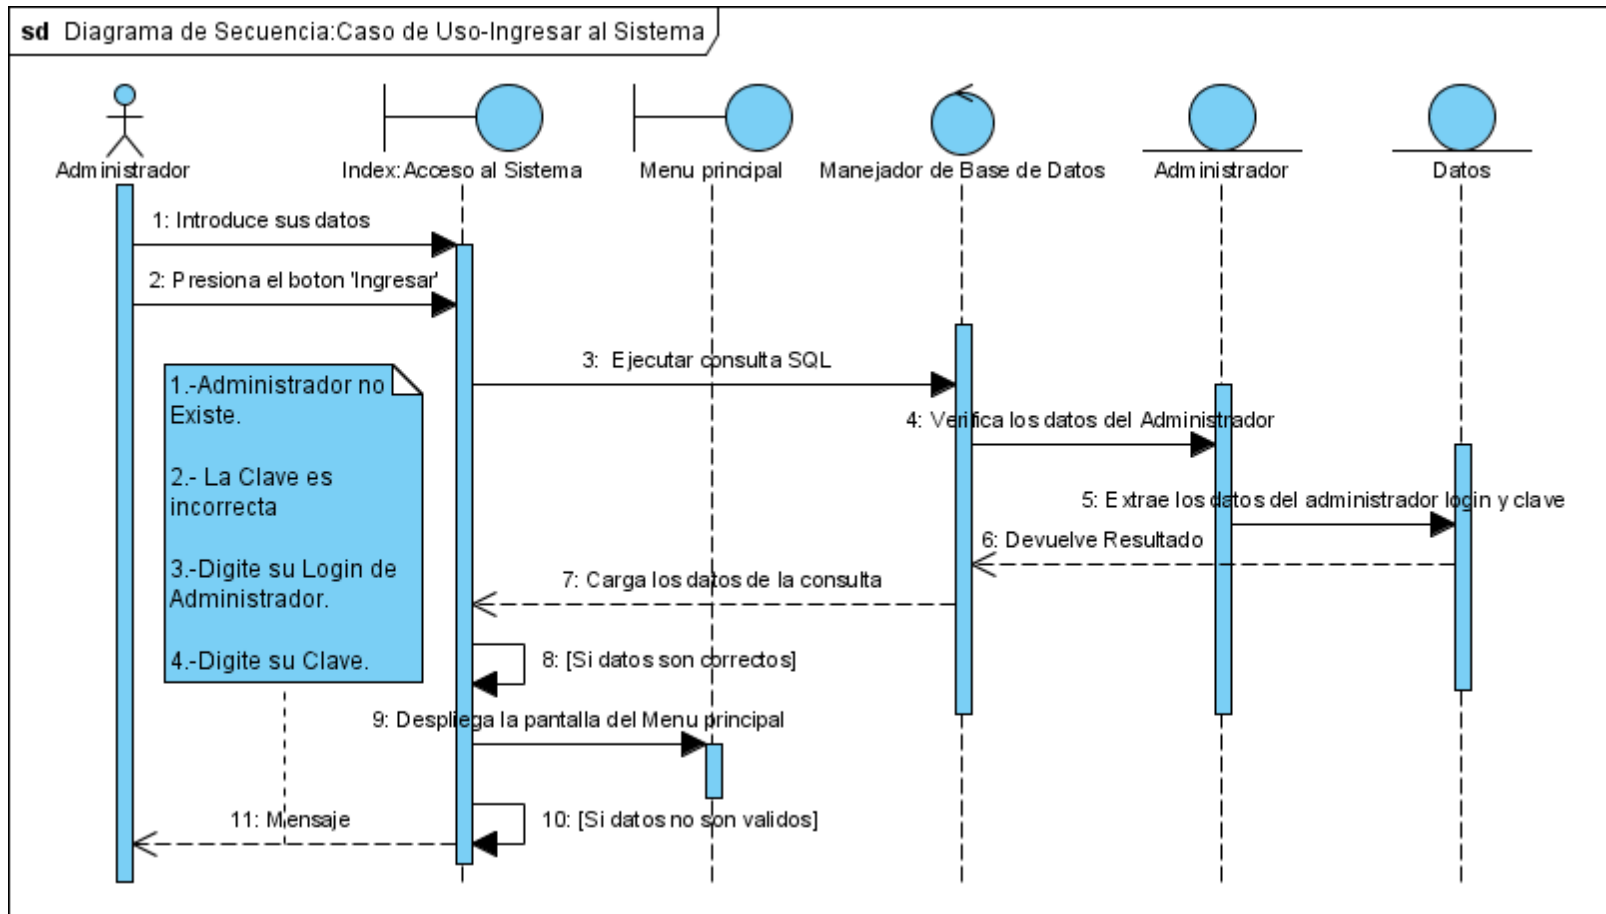 sd Diagrama de Secuencia:Caso de Uso-Ingresar al Sistema
Administrador
Index:Acceso al Sistema
Menu principal
Manejador de Base de Datos
Administrador
Datos
1: Introduce sus datos
2: Presiona el boton 'Ingresar'
3: Ejecutar consulta SQL
1.-Administrador no
Existe.
2.- La Clave es
incorrecta
3.-Digite su Login de
Administrador.
4.-Digite su Clave.
4: Verifica los datos del Administrador
5: Extrae los datos del administrador login y clave
6: Devuelve Resultado
7: Carga los datos de la consulta
8: [Si datos son correctos]
9: Despliega la pantalla del Menu principal
10: [Si datos no son validos]
11: Mensaje